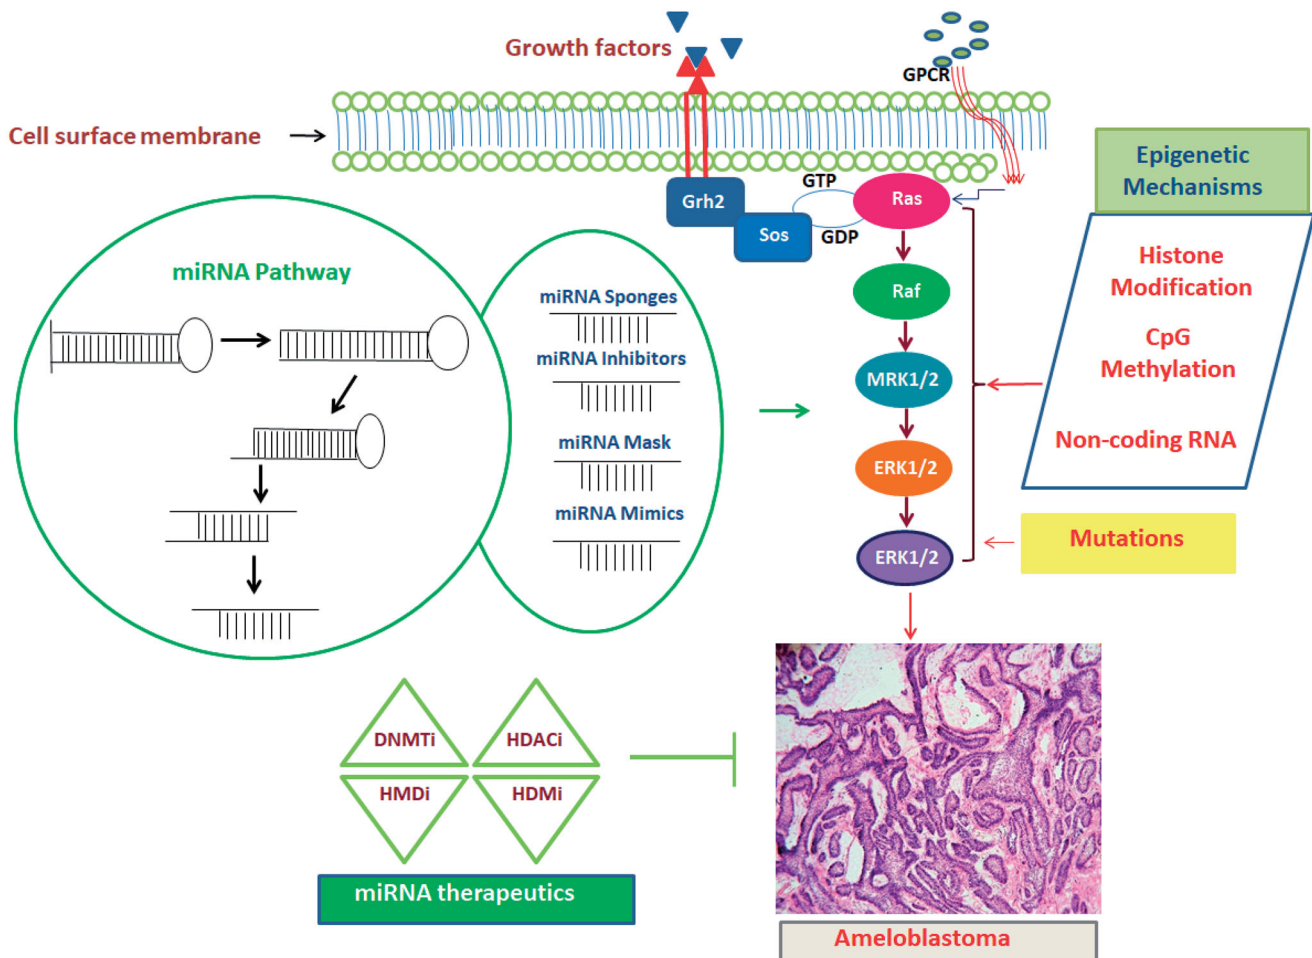 Growth factors
GPCR
Cell surface membrane
Epigenetic
Mechanisms
GTP
Grh2
Ras
Sos
GDP
miRNA Pathway
Histone
Modification
miRNA Sponges
Raf
CpG
Methylation
miRNA Inhibitors
MRK1/2
miRNA Mask
Non-coding RNA
ERK1/2
miRNA Mimics
Mutations
ERK1/2
DNMTi
HDACi
HMDi
HDMi
miRNA therapeutics
Ameloblastoma